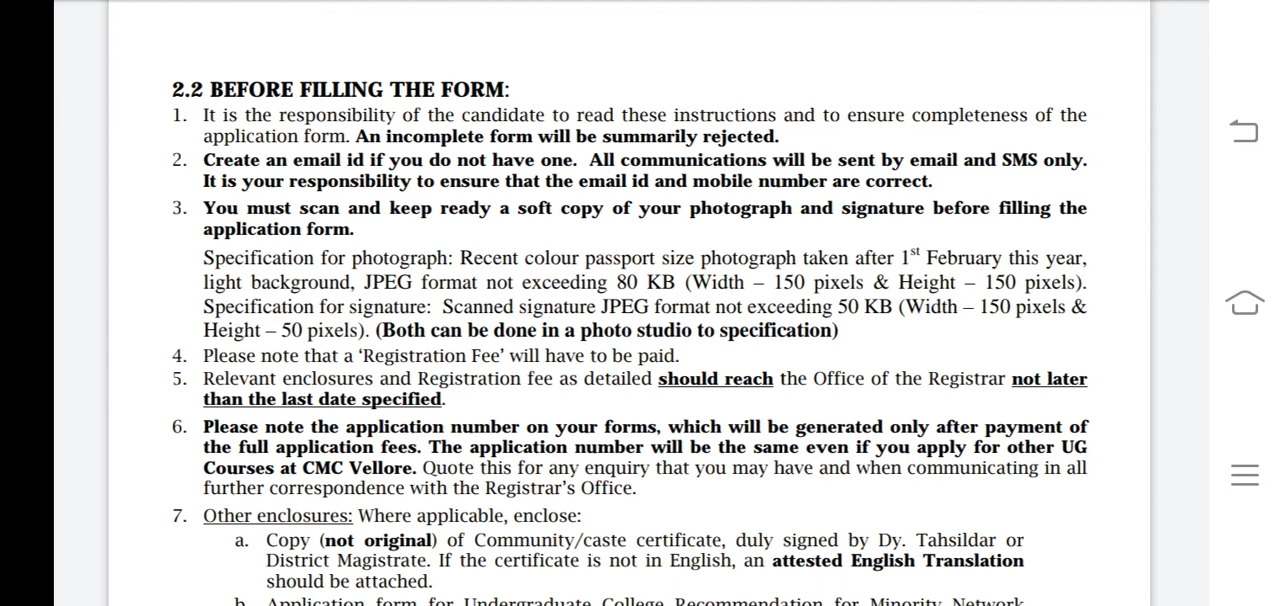 2.2 BEFORE FILLING THE FORM:
1. It is the responsibility of the candidate to read these instructions and to ensure completeness of the
application form. An incomplete form will be summarily rejected.
2. Create an email id if you do not have one. All communications will be sent by email and SMS only.
It is your responsibility to ensure that the email id and mobile number are correct.
3. You must scan and keep ready a soft copy of your photograph and signature before filling the
application form.
Specification for photograph: Recent colour passport size photograph taken after 1st February this year,
light background, JPEG format not exceeding 80 KB (Width – 150 pixels & Height – 150 pixels).
Specification for signature: Scanned signature JPEG format not exceeding 50 KB (Width – 150 pixels &
Height – 50 pixels). (Both can be done in a photo studio to specification)
4. Please note that a ‘Registration Fee’ will have to be paid.
5. Relevant enclosures and Registration fee as detailed should reach the Office of the Registrar not later
than the last date specified.
6. Please note the application number on your forms, which will be generated only after payment of
the full application fees. The application number will be the same even if you apply for other UG
Courses at CMC Vellore. Quote this for any enquiry that you may have and when communicating in all
further correspondence with the Registrar’s Office.
7. Other enclosures: Where applicable, enclose:
a. Copy (not original) of Community/caste certificate, duly signed by Dy. Tahsildar or
District Magistrate. If the certificate is not in English, an attested English Translation
should be attached.
b. Application form for Undergraduate College Recommendation for Minority Network